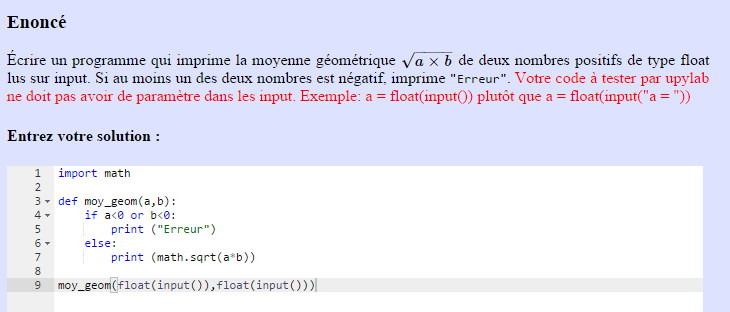 Enoncé
Écrire un programme qui imprime la moyenne géométrique √a × b de deux nombres positifs de type float
lus sur input. Si au moins un des deux nombres est négatif, imprime "Erreur". Votre code à tester par upylab
ne doit pas avoir de paramètre dans les input. Exemple: a = float(input()) plutôt que a = float(input("a = "))
Entrez votre solution :
1 import math
2
3 def moy_geom(a,b):
4 if a<0 or b<0:
5 print ("Erreur")
6 else:
7 print (math.sqrt(a*b))
8
9 moy_geom(float(input()),float(input()))